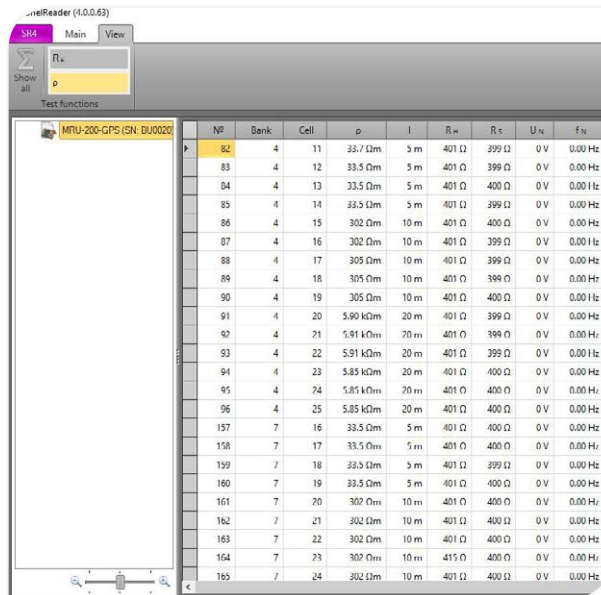 nelReader (4.0.0.63)
SR4 Main View
R E
Show all
ρ
Test functions
MRU-200-GPS (SN: BU0020
Nº Bank Cell ρ l R H R S U N f N
82 4 11 33.7 Ωm 5 m 401 Ω 399 Ω 0 V 0.00 Hz
83 4 12 33.5 Ωm 5 m 401 Ω 399 Ω 0 V 0.00 Hz
84 4 13 33.5 Ωm 5 m 401 Ω 400 Ω 0 V 0.00 Hz
85 4 14 33.5 Ωm 5 m 401 Ω 399 Ω 0 V 0.00 Hz
86 4 15 302 Ωm 10 m 401 Ω 400 Ω 0 V 0.00 Hz
87 4 16 302 Ωm 10 m 401 Ω 399 Ω 0 V 0.00 Hz
88 4 17 305 Ωm 10 m 401 Ω 399 Ω 0 V 0.00 Hz
89 4 18 305 Ωm 10 m 401 Ω 399 Ω 0 V 0.00 Hz
90 4 19 305 Ωm 10 m 401 Ω 400 Ω 0 V 0.00 Hz
91 4 20 5.90 kΩm 20 m 401 Ω 399 Ω 0 V 0.00 Hz
92 4 21 5.91 kΩm 20 m 401 Ω 399 Ω 0 V 0.00 Hz
93 4 22 5.91 kΩm 20 m 401 Ω 399 Ω 0 V 0.00 Hz
94 4 23 5.85 kΩm 20 m 401 Ω 400 Ω 0 V 0.00 Hz
95 4 24 5.85 kΩm 20 m 401 Ω 400 Ω 0 V 0.00 Hz
96 4 25 5.85 kΩm 20 m 401 Ω 400 Ω 0 V 0.00 Hz
157 7 16 33.5 Ωm 5 m 401 Ω 400 Ω 0 V 0.00 Hz
158 7 17 33.5 Ωm 5 m 401 Ω 400 Ω 0 V 0.00 Hz
159 7 18 33.5 Ωm 5 m 401 Ω 399 Ω 0 V 0.00 Hz
160 7 19 33.5 Ωm 5 m 401 Ω 400 Ω 0 V 0.00 Hz
161 7 20 302 Ωm 10 m 401 Ω 400 Ω 0 V 0.00 Hz
162 7 21 302 Ωm 10 m 401 Ω 400 Ω 0 V 0.00 Hz
163 7 22 302 Ωm 10 m 401 Ω 400 Ω 0 V 0.00 Hz
164 7 23 302 Ωm 10 m 415 Ω 400 Ω 0 V 0.00 Hz
165 7 24 302 Ωm 10 m 401 Ω 400 Ω 0 V 0.00 Hz